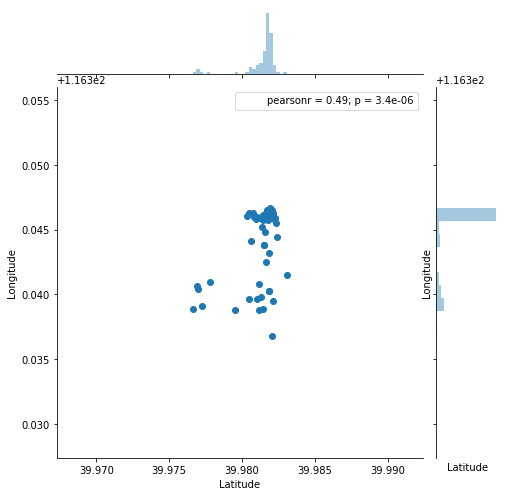 +1.163e2
+1.163e2
pearsonr = 0.49; p = 3.4e-06
0.055
0.050
0.045
0.040
0.035
0.030
Longitude
Longitude
39.970 39.975 39.980 39.985 39.990
Latitude
Latitude